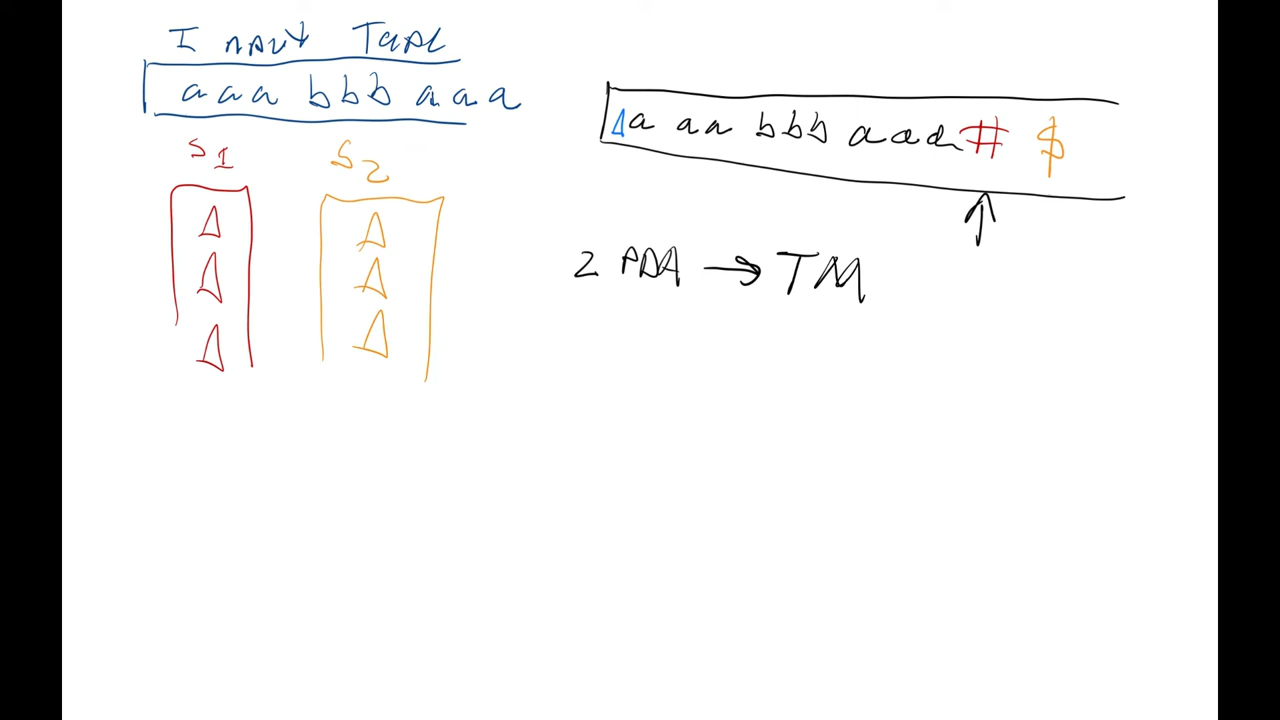 Input Tape
aaa bbb aaa
S1 S2
Δ Δ
Δ Δ
Δ Δ
Δa aa bbb aaa # $
2 PDA → TM